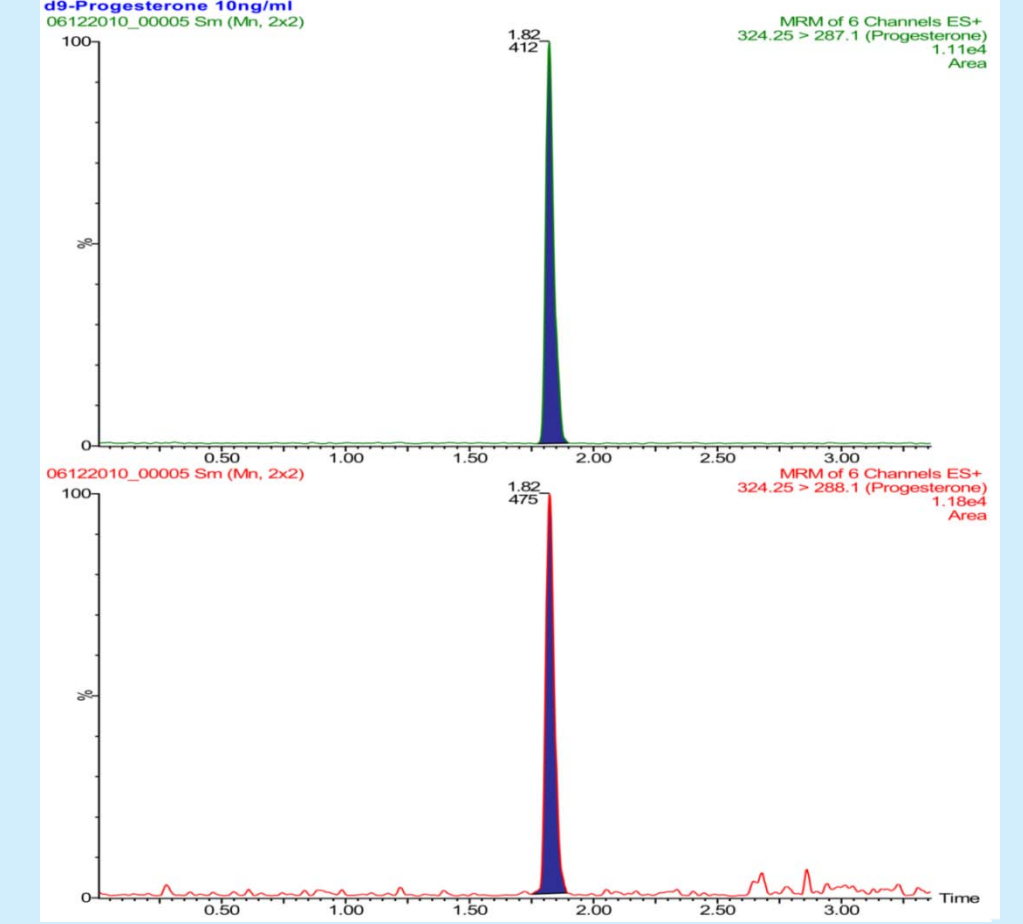 d9-Progesterone 10ng/ml
06122010_00005 Sm (Mn, 2x2)
MRM of 6 Channels ES+
324.25 > 287.1 (Progesterone)
1.11e4
Area
1.82
412
100
%
0
0.50 1.00 1.50 2.00 2.50 3.00
06122010_00005 Sm (Mn, 2x2)
MRM of 6 Channels ES+
324.25 > 288.1 (Progesterone)
1.18e4
Area
1.82
475
100
%
0
0.50 1.00 1.50 2.00 2.50 3.00 Time